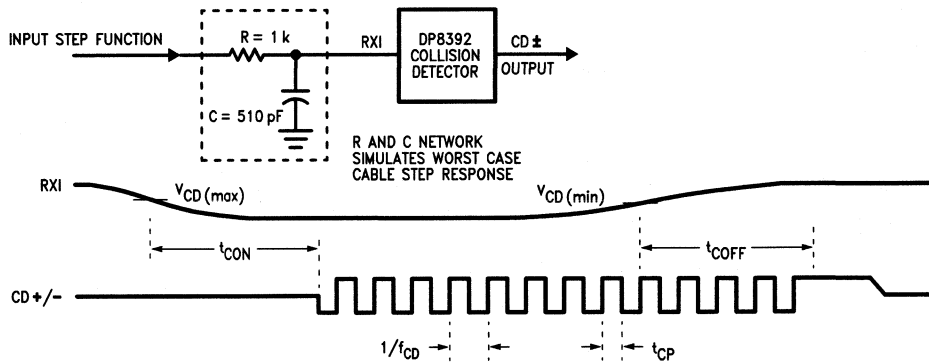 INPUT STEP FUNCTION
R = 1 k
C = 510 pF
RXI
DP8392
COLLISION
DETECTOR
CD ±
OUTPUT
R AND C NETWORK
SIMULATES WORST CASE
CABLE STEP RESPONSE
RXI
VCD (max)
VCD (min)
tCON
tCOFF
CD +/-
1/fCD
tCP